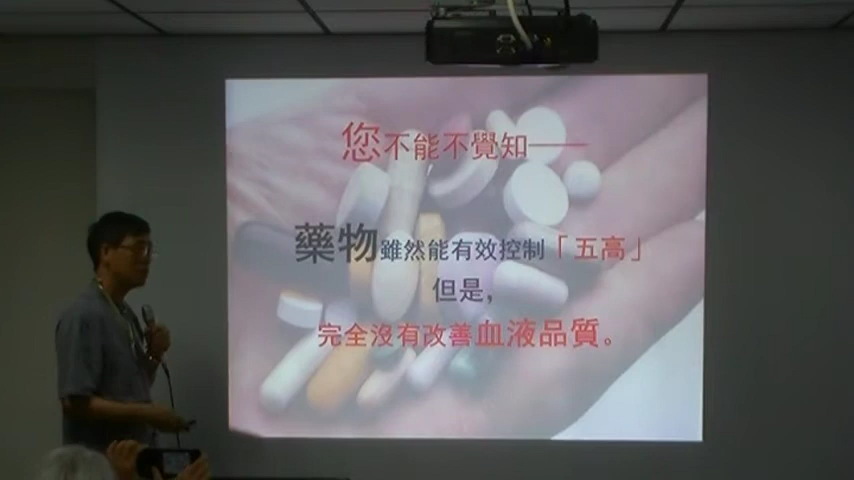 您不能不覺知——
藥物雖然能有效控制「五高」
但是，
完全沒有改善血液品質。